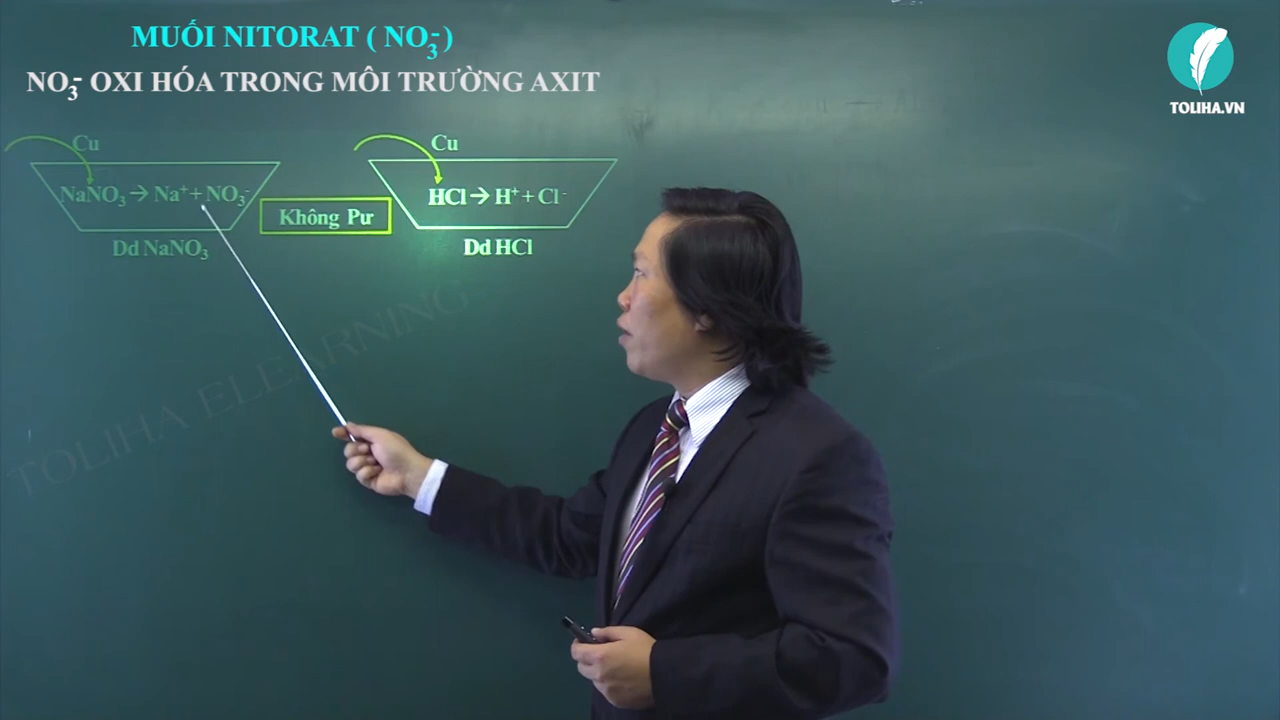 MUỐI NITORAT ( NO₃⁻ )
NO₃⁻ OXI HÓA TRONG MÔI TRƯỜNG AXIT
TOLIHA.VN
Cu
NaNO₃→ Na⁺+ NO₃⁻
Dd NaNO₃
Không Pư
Cu
HCl→ H⁺ + Cl⁻
Dd HCl
TOLIHA ELEARNING